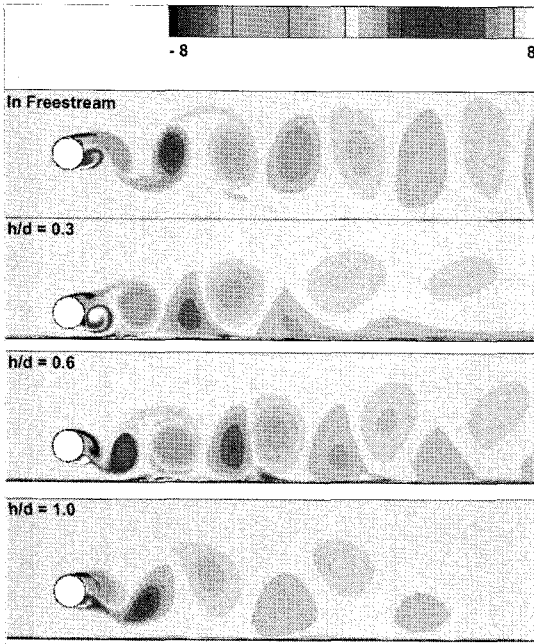 - 8 8
In Freestream
h/d = 0.3
h/d = 0.6
h/d = 1.0